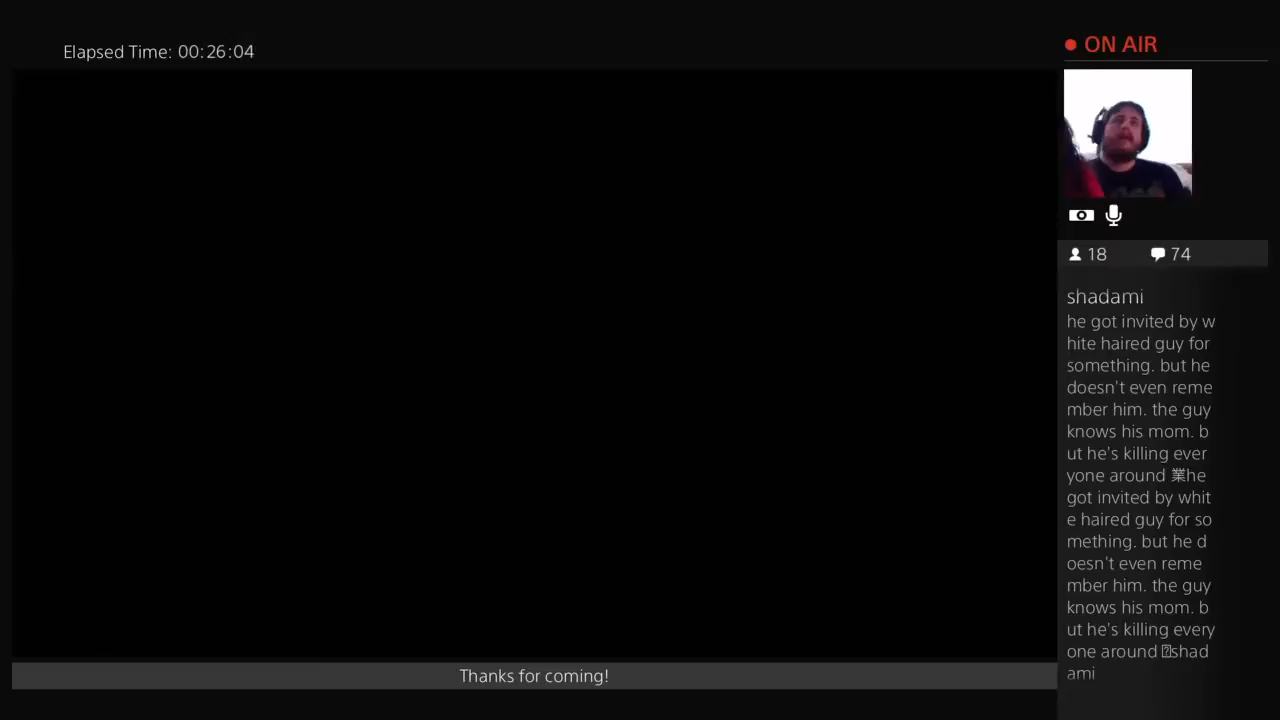 Elapsed Time: 00:26:04
ON AIR
18 74
shadami
he got invited by w
hite haired guy for
something. but he
doesn't even reme
mber him. the guy
knows his mom. b
ut he's killing ever
yone around 業he
got invited by whit
e haired guy for so
mething. but he d
oesn't even reme
mber him. the guy
knows his mom. b
ut he's killing every
one around shad
ami
Thanks for coming!